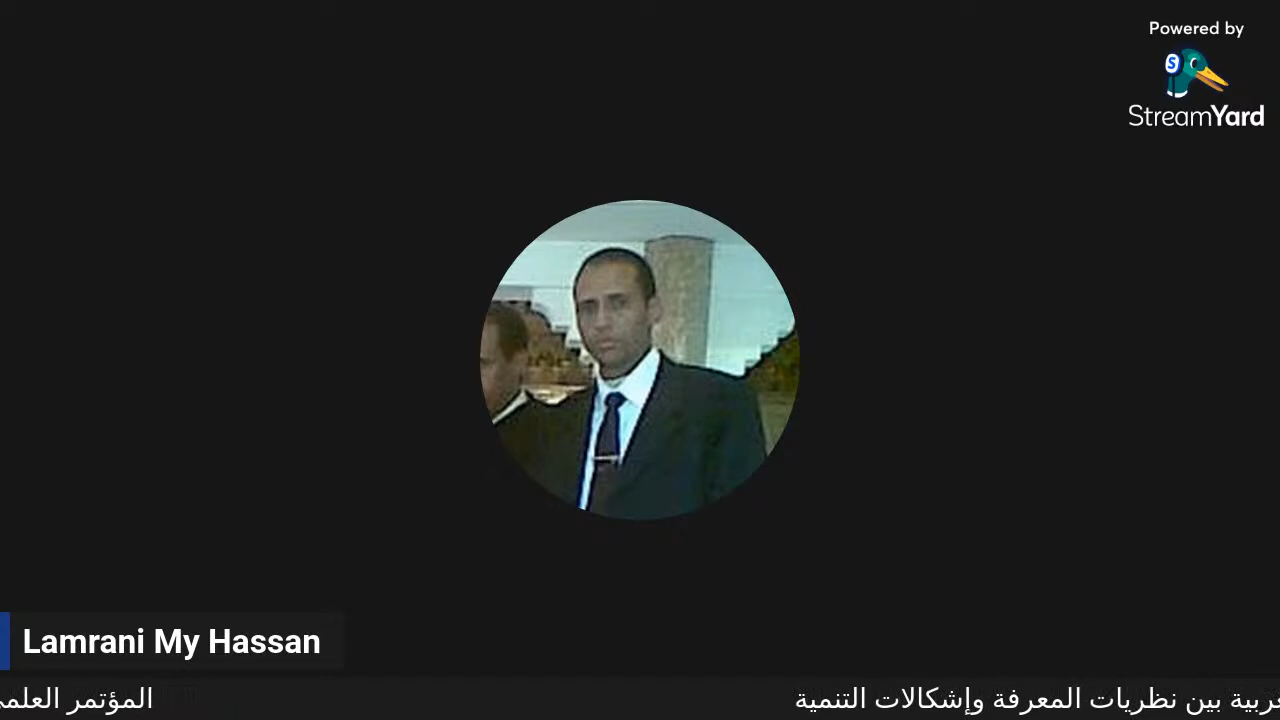 Powered by
StreamYard
Lamrani My Hassan
بين نظريات المعرفة وإشكالات التنمية
المؤتمر